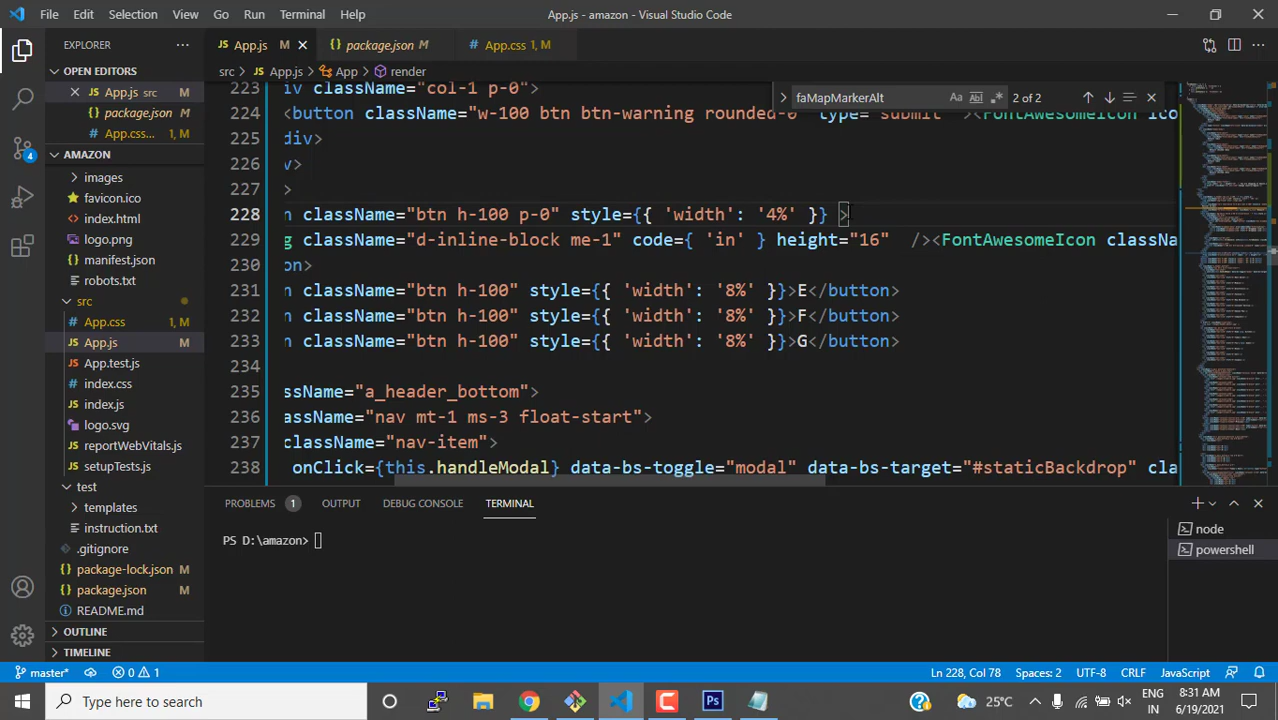 File Edit Selection View Go Run Terminal Help App.js - amazon - Visual Studio Code
EXPLORER
OPEN EDITORS
App.js src M
package.json M
App.css... 1, M
AMAZON
images
favicon.ico
index.html
logo.png
manifest.json
robots.txt
src
App.css 1, M
App.js M
App.test.js
index.css
index.js
logo.svg
reportWebVitals.js
setupTests.js
test
templates
instruction.txt
.gitignore
package-lock.json M
package.json M
README.md
OUTLINE
TIMELINE
App.js M package.json M App.css 1, M
src > App.js > App > render
faMapMarkerAlt Aa Ab 2 of 2
223 iv className="col-1 p-0">
224 <button className="w-100 btn btn-warning rounded-0" type="submit"><FontAwesomeIcon ico
225 div>
226 v>
227 >
228 n className="btn h-100 p-0" style={{ 'width': '4%' }} >
229 g className="d-inline-block me-1" code={ 'in' } height="16" /><FontAwesomeIcon classNa
230 on>
231 n className="btn h-100" style={{ 'width': '8%' }}>E</button>
232 n className="btn h-100" style={{ 'width': '8%' }}>F</button>
233 n className="btn h-100" style={{ 'width': '8%' }}>G</button>
234
235 ssName="a_header_bottom">
236 assName="nav mt-1 ms-3 float-start">
237 className="nav-item">
238 onClick={this.handleModal} data-bs-toggle="modal" data-bs-target="#staticBackdrop" cla
PROBLEMS 1 OUTPUT DEBUG CONSOLE TERMINAL
PS D:\amazon>
node
powershell
4
master* 0 1 Ln 228, Col 78 Spaces: 2 UTF-8 CRLF JavaScript
Type here to search 25°C ENG IN 8:31 AM 6/19/2021